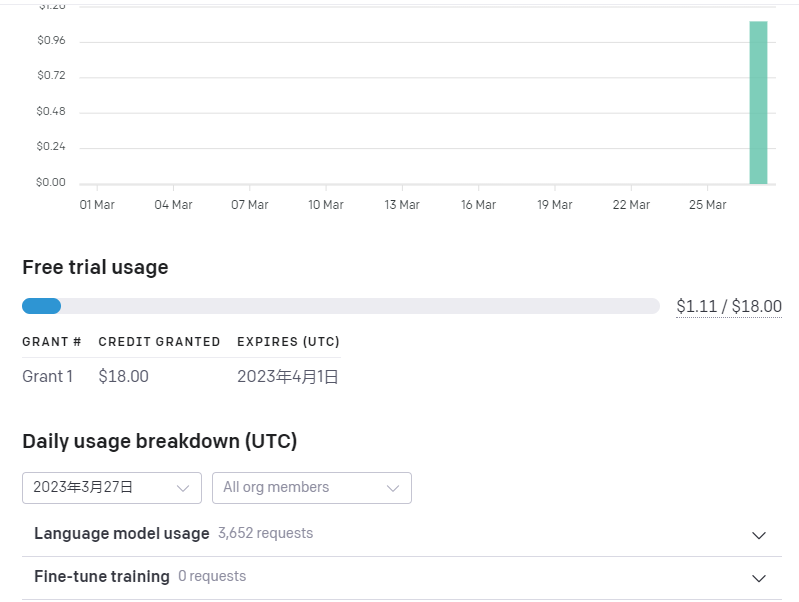 $1.20
$0.96
$0.72
$0.48
$0.24
$0.00
01 Mar 04 Mar 07 Mar 10 Mar 13 Mar 16 Mar 19 Mar 22 Mar 25 Mar
Free trial usage
$1.11 / $18.00
GRANT # CREDIT GRANTED EXPIRES (UTC)
Grant 1 $18.00 2023年4月1日
Daily usage breakdown (UTC)
2023年3月27日 All org members
Language model usage 3,652 requests
Fine-tune training 0 requests